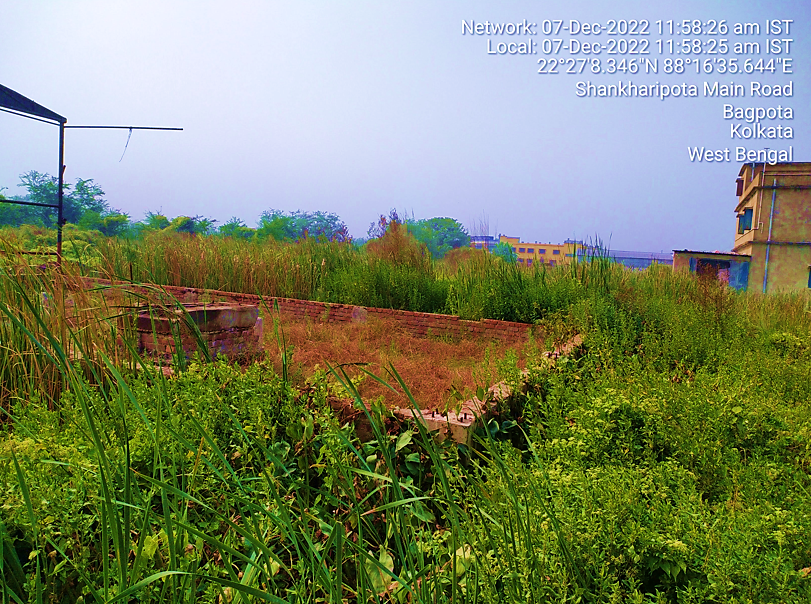 Network: 07-Dec-2022 11:58:26 am IST
Local: 07-Dec-2022 11:58:25 am IST
22°27'8.346"N 88°16'35.644"E
Shankharipota Main Road
Bagpota
Kolkata
West Bengal